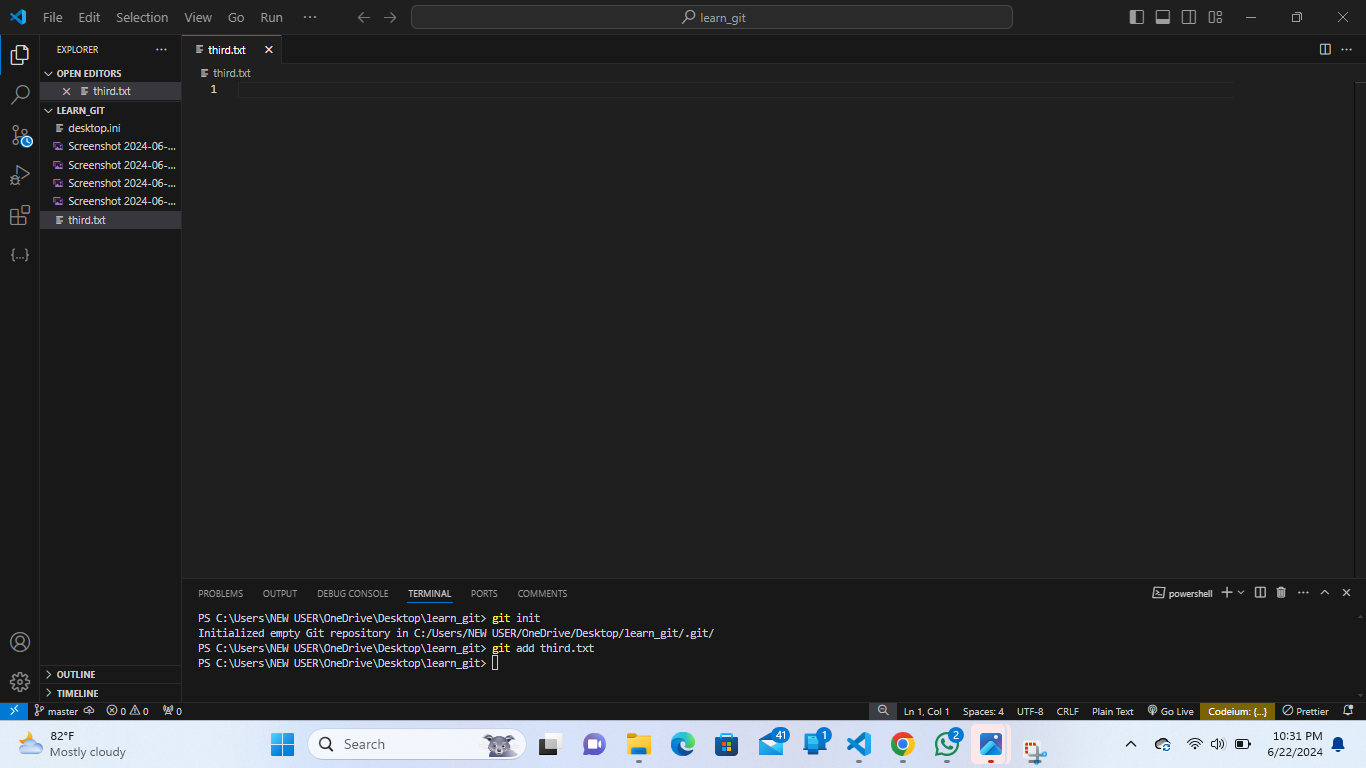 File Edit Selection View Go Run ···
learn_git
EXPLORER ···
OPEN EDITORS
third.txt
LEARN_GIT
desktop.ini
Screenshot 2024-06-...
Screenshot 2024-06-...
Screenshot 2024-06-...
Screenshot 2024-06-...
third.txt
OUTLINE
TIMELINE
third.txt
third.txt
1
PROBLEMS OUTPUT DEBUG CONSOLE TERMINAL PORTS COMMENTS
powershell
PS C:\Users\NEW USER\OneDrive\Desktop\learn_git> git init
Initialized empty Git repository in C:/Users/NEW USER/OneDrive/Desktop/learn_git/.git/
PS C:\Users\NEW USER\OneDrive\Desktop\learn_git> git add third.txt
PS C:\Users\NEW USER\OneDrive\Desktop\learn_git>
master 0 0 0 Ln 1, Col 1 Spaces: 4 UTF-8 CRLF Plain Text Go Live Codeium: {...} Prettier
82°F
Mostly cloudy
Search
41
1
2
10:31 PM
6/22/2024